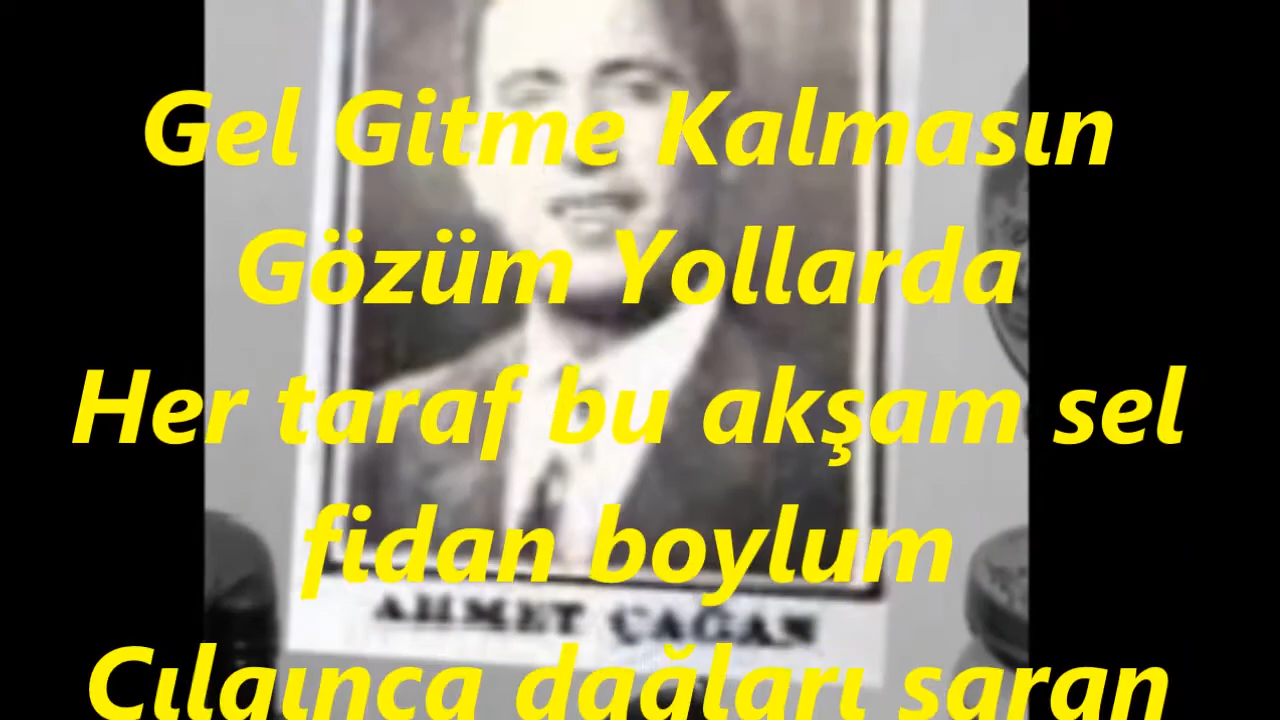 Gel Gitme Kalmasın
Gözüm Yollarda
Her taraf bu akşam sel
fidan boylum
AHMET ÇAĞAN
Cılgınca dağları saran